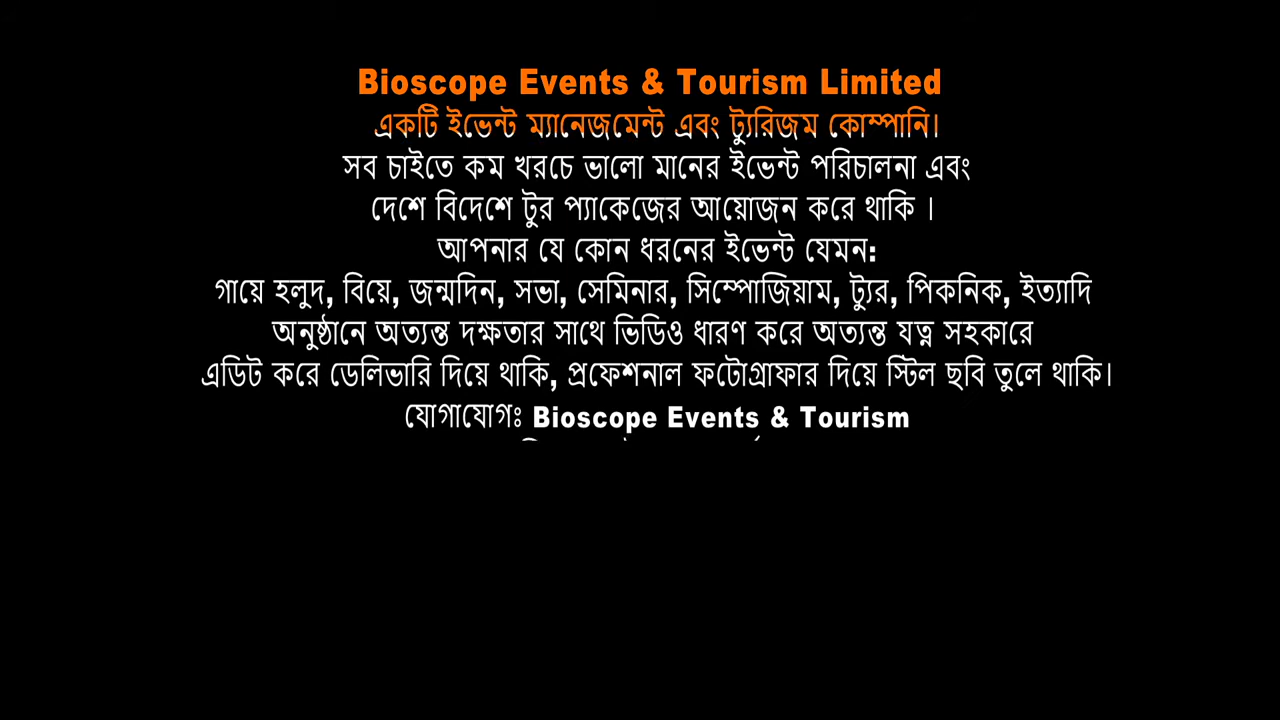 Bioscope Events & Tourism Limited
একটি ইভেন্ট ম্যানেজমেন্ট এবং ট্যুরিজম কোম্পানি।
সব চাইতে কম খরচে ভালো মানের ইভেন্ট পরিচালনা এবং
দেশে বিদেশে টুর প্যাকেজের আয়োজন করে থাকি ।
আপনার যে কোন ধরনের ইভেন্ট যেমন:
গায়ে হলুদ, বিয়ে, জন্মদিন, সভা, সেমিনার, সিম্পোজিয়াম, ট্যুর, পিকনিক, ইত্যাদি
অনুষ্ঠানে অত্যন্ত দক্ষতার সাথে ভিডিও ধারণ করে অত্যন্ত যত্ন সহকারে
এডিট করে ডেলিভারি দিয়ে থাকি, প্রফেশনাল ফটোগ্রাফার দিয়ে স্টিল ছবি তুলে থাকি।
যোগাযোগঃ Bioscope Events & Tourism